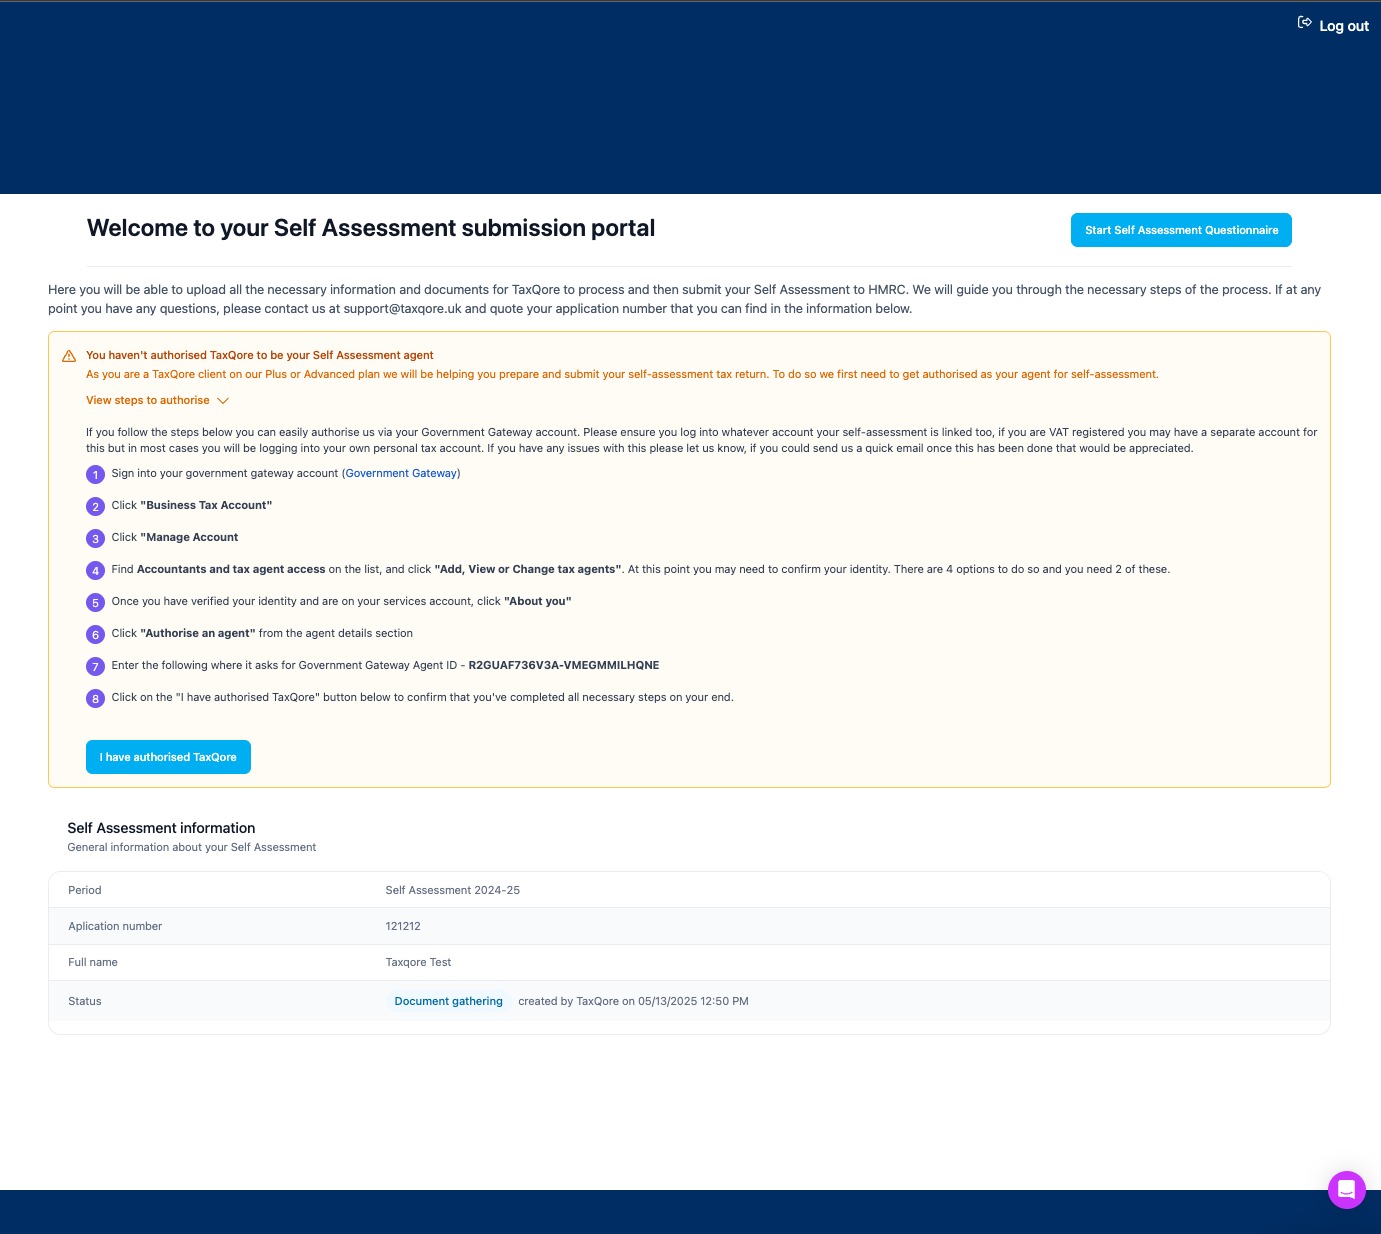 Log out
Welcome to your Self Assessment submission portal
Start Self Assessment Questionnaire
Here you will be able to upload all the necessary information and documents for TaxQore to process and then submit your Self Assessment to HMRC. We will guide you through the necessary steps of the process. If at any
point you have any questions, please contact us at support@taxqore.uk and quote your application number that you can find in the information below.
You haven't authorised TaxQore to be your Self Assessment agent
As you are a TaxQore client on our Plus or Advanced plan we will be helping you prepare and submit your self-assessment tax return. To do so we first need to get authorised as your agent for self-assessment.
View steps to authorise
If you follow the steps below you can easily authorise us via your Government Gateway account. Please ensure you log into whatever account your self-assessment is linked too, if you are VAT registered you may have a separate account for
this but in most cases you will be logging into your own personal tax account. If you have any issues with this please let us know, if you could send us a quick email once this has been done that would be appreciated.
1 Sign into your government gateway account (Government Gateway)
2 Click "Business Tax Account"
3 Click "Manage Account
4 Find Accountants and tax agent access on the list, and click "Add, View or Change tax agents". At this point you may need to confirm your identity. There are 4 options to do so and you need 2 of these.
5 Once you have verified your identity and are on your services account, click "About you"
6 Click "Authorise an agent" from the agent details section
7 Enter the following where it asks for Government Gateway Agent ID - R2GUAF736V3A-VMEGMMILHQNE
8 Click on the "I have authorised TaxQore" button below to confirm that you've completed all necessary steps on your end.
I have authorised TaxQore
Self Assessment information
General information about your Self Assessment
Period Self Assessment 2024-25
Aplication number 121212
Full name Taxqore Test
Status Document gathering created by TaxQore on 05/13/2025 12:50 PM